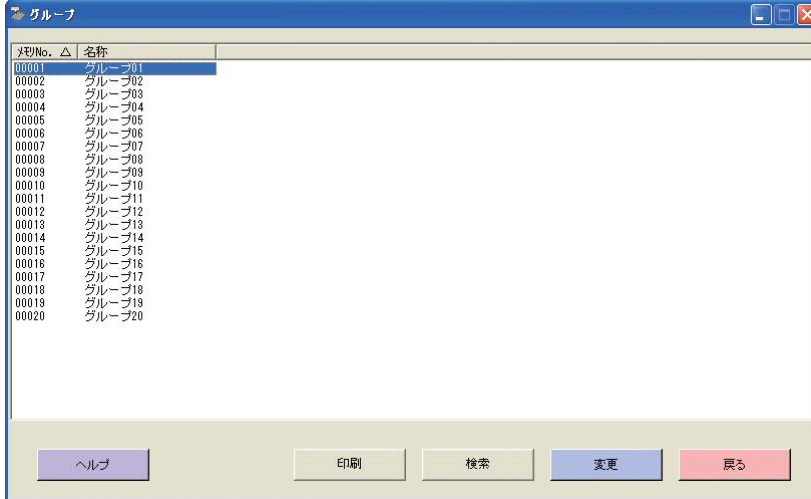 グループ
ﾒﾓﾘNo. △ 名称
00001 グループ01
00002 グループ02
00003 グループ03
00004 グループ04
00005 グループ05
00006 グループ06
00007 グループ07
00008 グループ08
00009 グループ09
00010 グループ10
00011 グループ11
00012 グループ12
00013 グループ13
00014 グループ14
00015 グループ15
00016 グループ16
00017 グループ17
00018 グループ18
00019 グループ19
00020 グループ20
ヘルプ 印刷 検索 変更 戻る